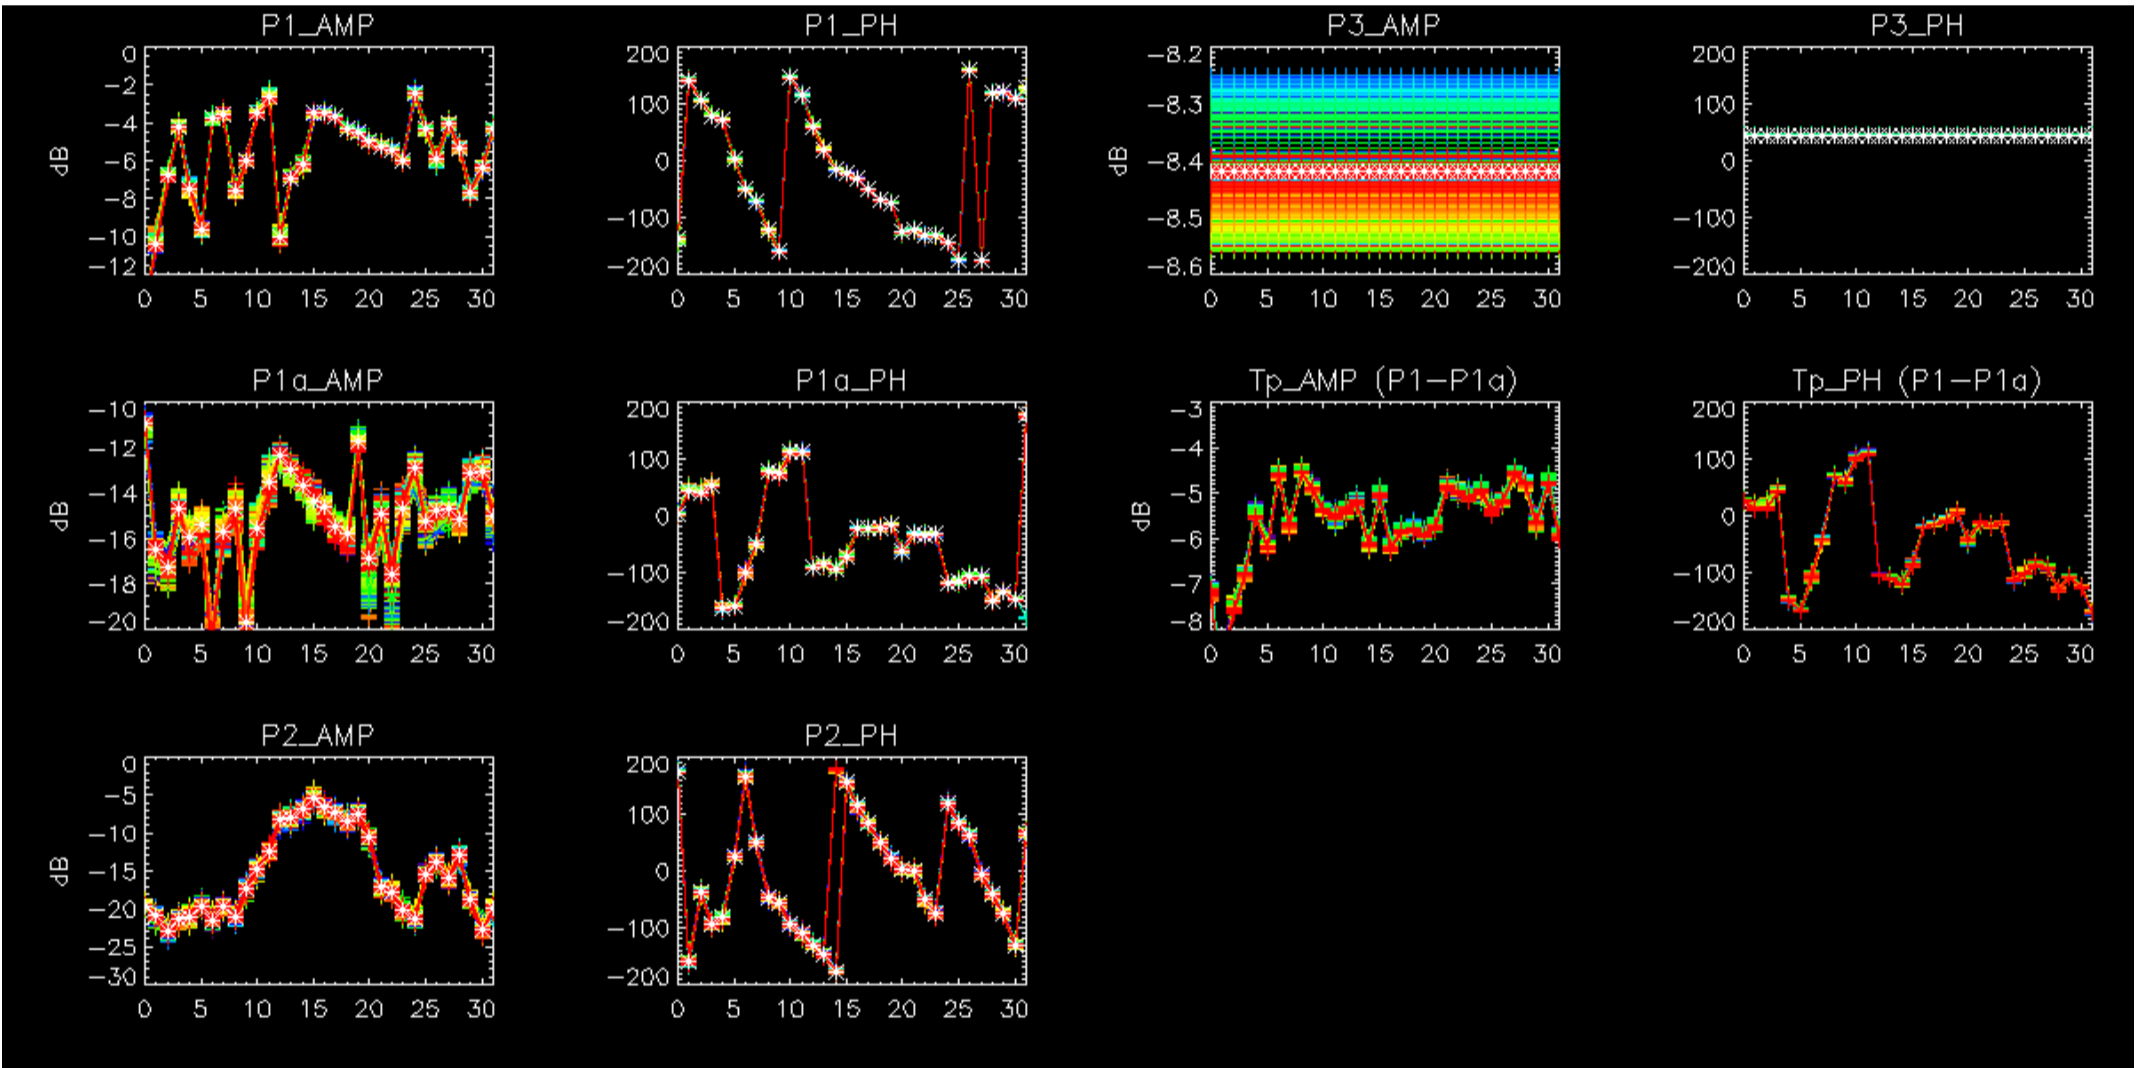 P1_AMP
0
-2
-4
-6
-8
-10
-12
dB
0 5 10 15 20 25 30
P1_PH
200
100
0
-100
-200
0 5 10 15 20 25 30
P3_AMP
-8.2
-8.3
-8.4
-8.5
-8.6
dB
0 5 10 15 20 25 30
P3_PH
200
100
0
-100
-200
0 5 10 15 20 25 30
P1a_AMP
-10
-12
-14
-16
-18
-20
dB
0 5 10 15 20 25 30
P1a_PH
200
100
0
-100
-200
0 5 10 15 20 25 30
Tp_AMP (P1-P1a)
-3
-4
-5
-6
-7
-8
dB
0 5 10 15 20 25 30
Tp_PH (P1-P1a)
200
100
0
-100
-200
0 5 10 15 20 25 30
P2_AMP
0
-5
-10
-15
-20
-25
-30
dB
0 5 10 15 20 25 30
P2_PH
200
100
0
-100
-200
0 5 10 15 20 25 30